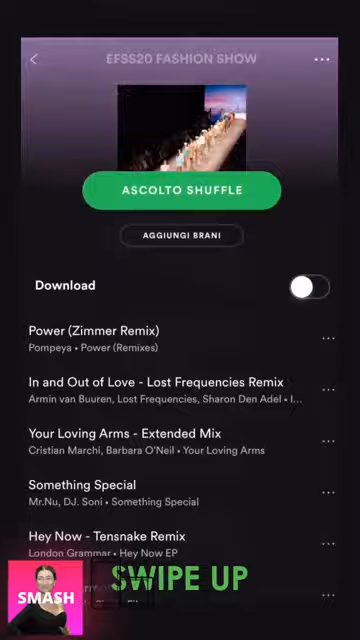 EFSS20 FASHION SHOW
ASCOLTO SHUFFLE
AGGIUNGI BRANI
Download
Power (Zimmer Remix)
Pompeya • Power (Remixes)
In and Out of Love - Lost Frequencies Remix
Armin van Buuren, Lost Frequencies, Sharon Den Adel • I...
Your Loving Arms - Extended Mix
Cristian Marchi, Barbara O'Neil • Your Loving Arms
Something Special
Mr.Nu, DJ. Soni • Something Special
Hey Now - Tensnake Remix
London Grammar • Hey Now EP
SWIPE UP
SMASH